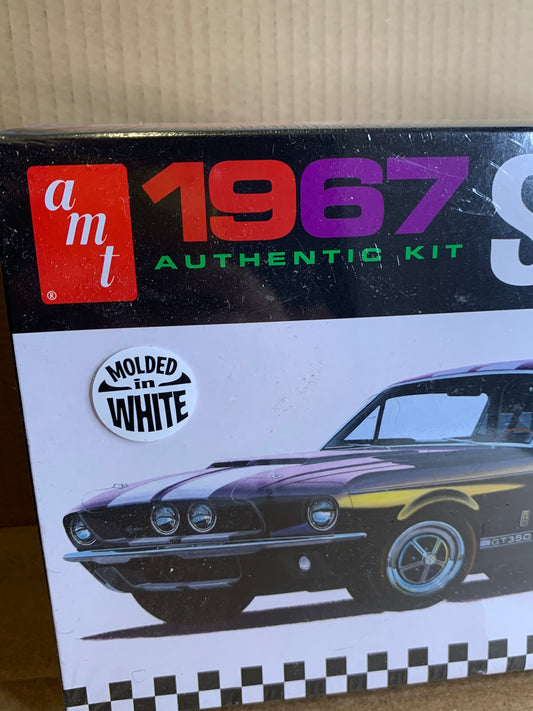 amt
®
1967
AUTHENTIC KIT
S
MOLDED
in
WHITE
GT350